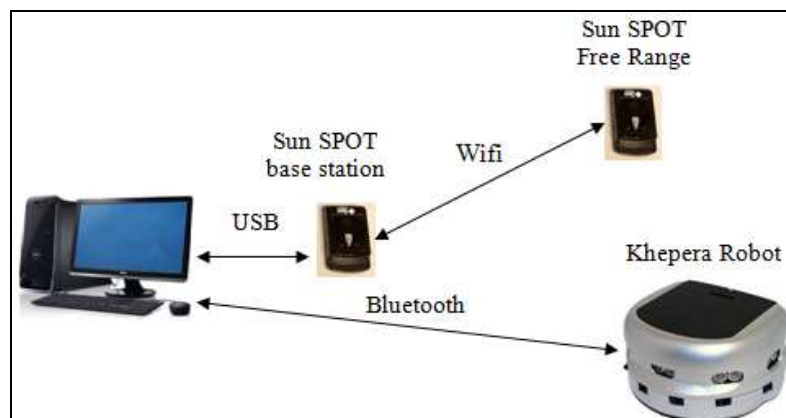 Sun SPOT
Free Range
Sun SPOT
base station
Wifi
USB
Khepera Robot
Bluetooth